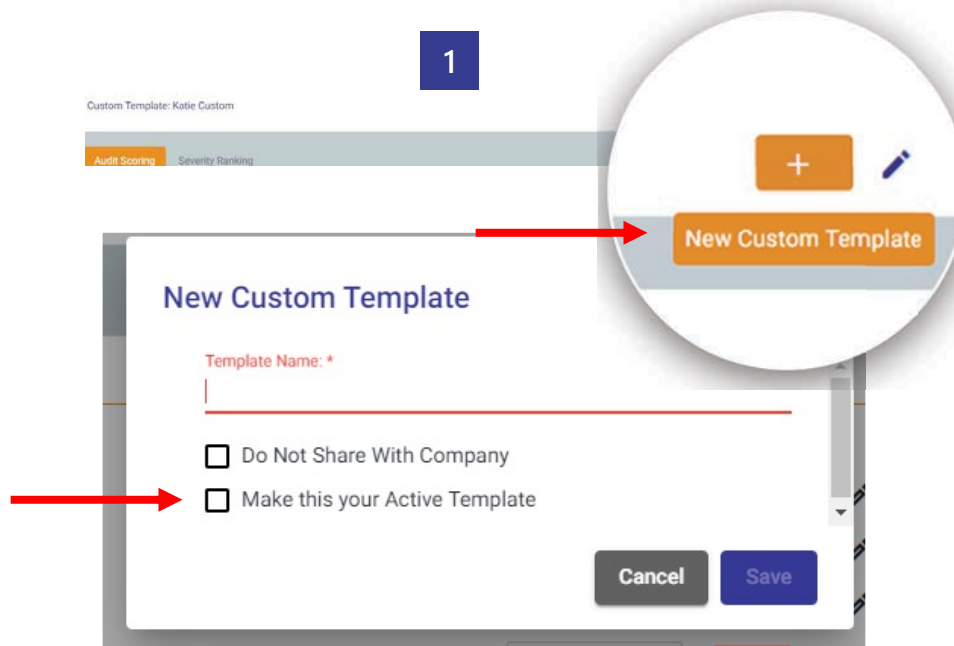 1
Custom Template: Katie Custom
Audit Scoring Severity Ranking
+
New Custom Template
New Custom Template
Template Name: *
Do Not Share With Company
Make this your Active Template
Cancel Save